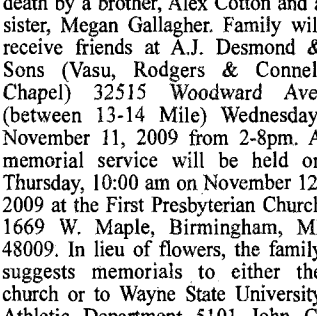 death by a brother, Alex Cotton and a
sister, Megan Gallagher. Family wil
receive friends at A.J. Desmond &
Sons (Vasu, Rodgers & Connel
Chapel) 32515 Woodward Ave
(between 13-14 Mile) Wednesday
November 11, 2009 from 2-8pm. A
memorial service will be held on
Thursday, 10:00 am on November 12
2009 at the First Presbyterian Church
1669 W. Maple, Birmingham, M
48009. In lieu of flowers, the family
suggests memorials to either the
church or to Wayne State University
Athletic Department 5101 John C